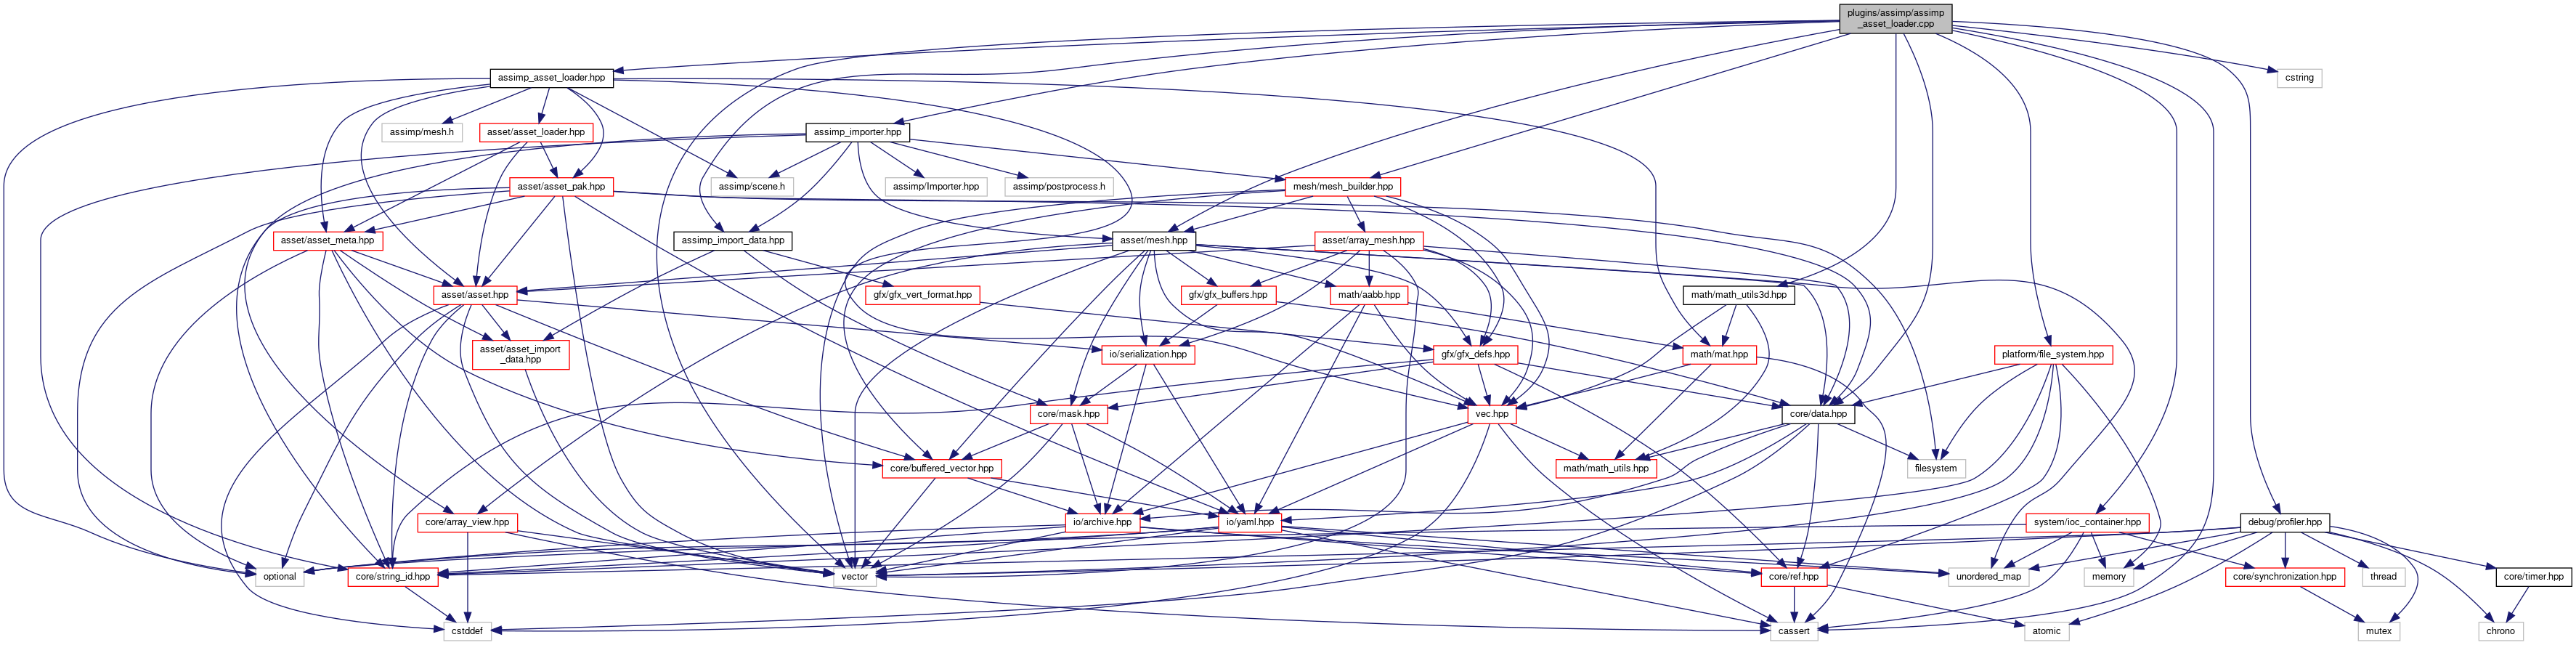 plugins/assimp/assimp
_asset_loader.cpp
assimp_asset_loader.hpp
cstring
assimp/mesh.h
asset/asset_loader.hpp
assimp_importer.hpp
asset/asset_pak.hpp
assimp/scene.h
assimp/Importer.hpp
assimp/postprocess.h
mesh/mesh_builder.hpp
asset/asset_meta.hpp
assimp_import_data.hpp
asset/mesh.hpp
asset/array_mesh.hpp
asset/asset.hpp
gfx/gfx_vert_format.hpp
gfx/gfx_buffers.hpp
math/aabb.hpp
math/math_utils3d.hpp
asset/asset_import
_data.hpp
io/serialization.hpp
gfx/gfx_defs.hpp
math/mat.hpp
platform/file_system.hpp
core/mask.hpp
vec.hpp
core/data.hpp
core/buffered_vector.hpp
math/math_utils.hpp
filesystem
core/array_view.hpp
io/archive.hpp
io/yaml.hpp
system/ioc_container.hpp
debug/profiler.hpp
optional
core/string_id.hpp
vector
core/ref.hpp
unordered_map
memory
core/synchronization.hpp
thread
core/timer.hpp
cstddef
cassert
atomic
mutex
chrono